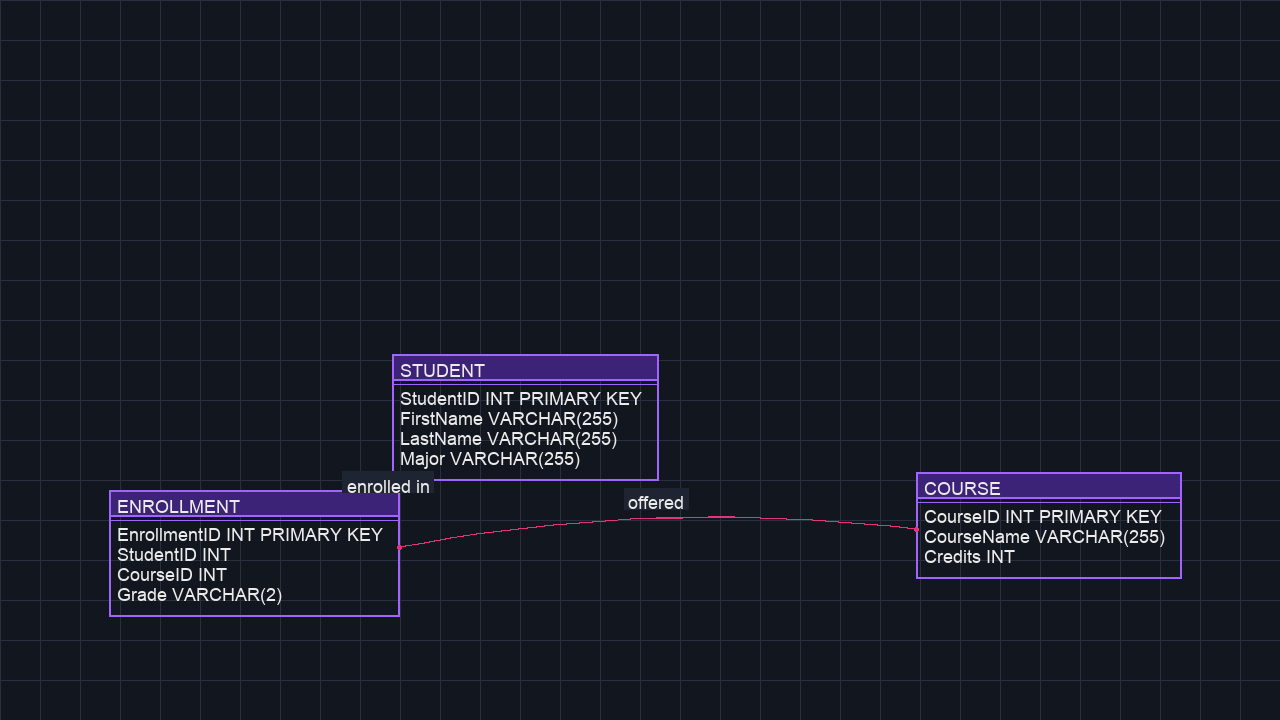 STUDENT
StudentID INT PRIMARY KEY
FirstName VARCHAR(255)
LastName VARCHAR(255)
Major VARCHAR(255)
enrolled in
ENROLLMENT
EnrollmentID INT PRIMARY KEY
StudentID INT
CourseID INT
Grade VARCHAR(2)
offered
COURSE
CourseID INT PRIMARY KEY
CourseName VARCHAR(255)
Credits INT